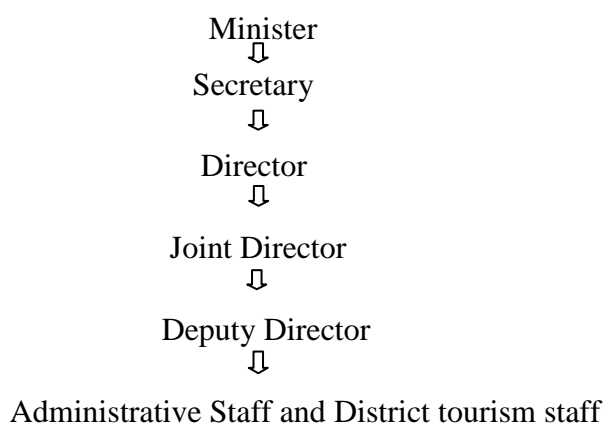 Minister
Secretary
Director
Joint Director
Deputy Director
Administrative Staff and District tourism staff